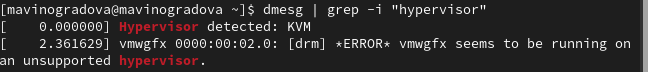 [mavinogradova@mavinogradova ~]$ dmesg | grep -i "hypervisor"
[    0.000000] Hypervisor detected: KVM
[    2.361629] vmwgfx 0000:00:02.0: [drm] *ERROR* vmwgfx seems to be running on
an unsupported hypervisor.